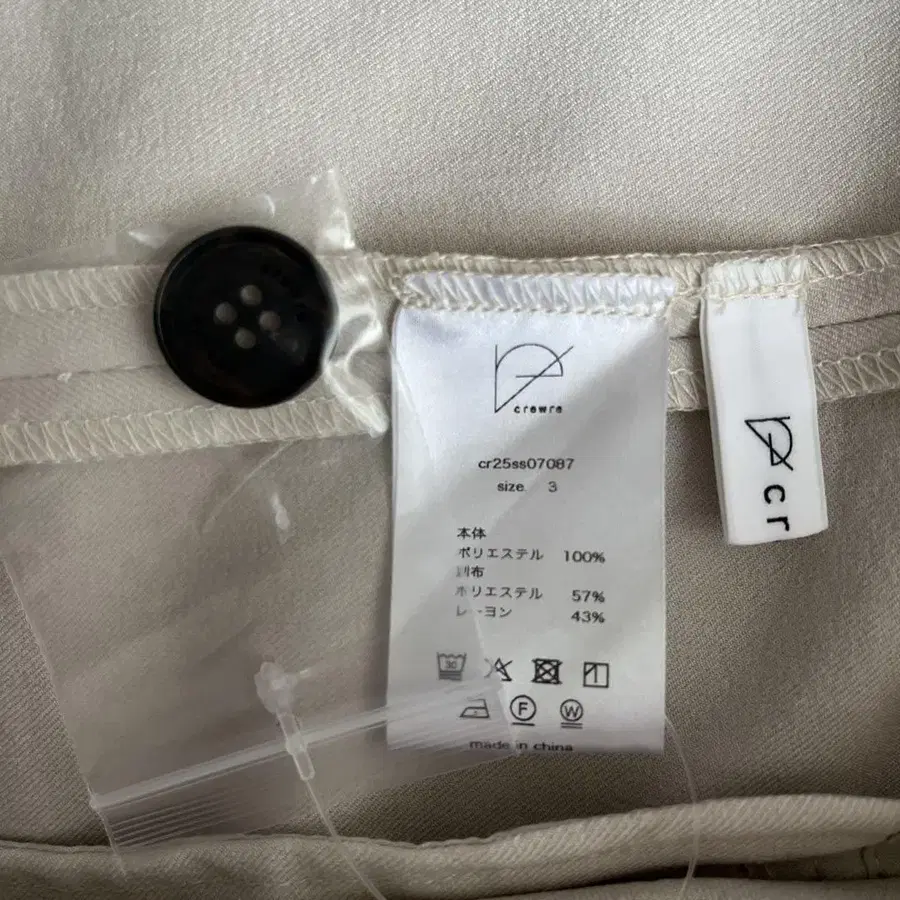 crewre
cr25ss07087
size. 3
本体
ポリエステル 100%
別布
ポリエステル 57%
レーヨン 43%
30
F
W
made in china
cr